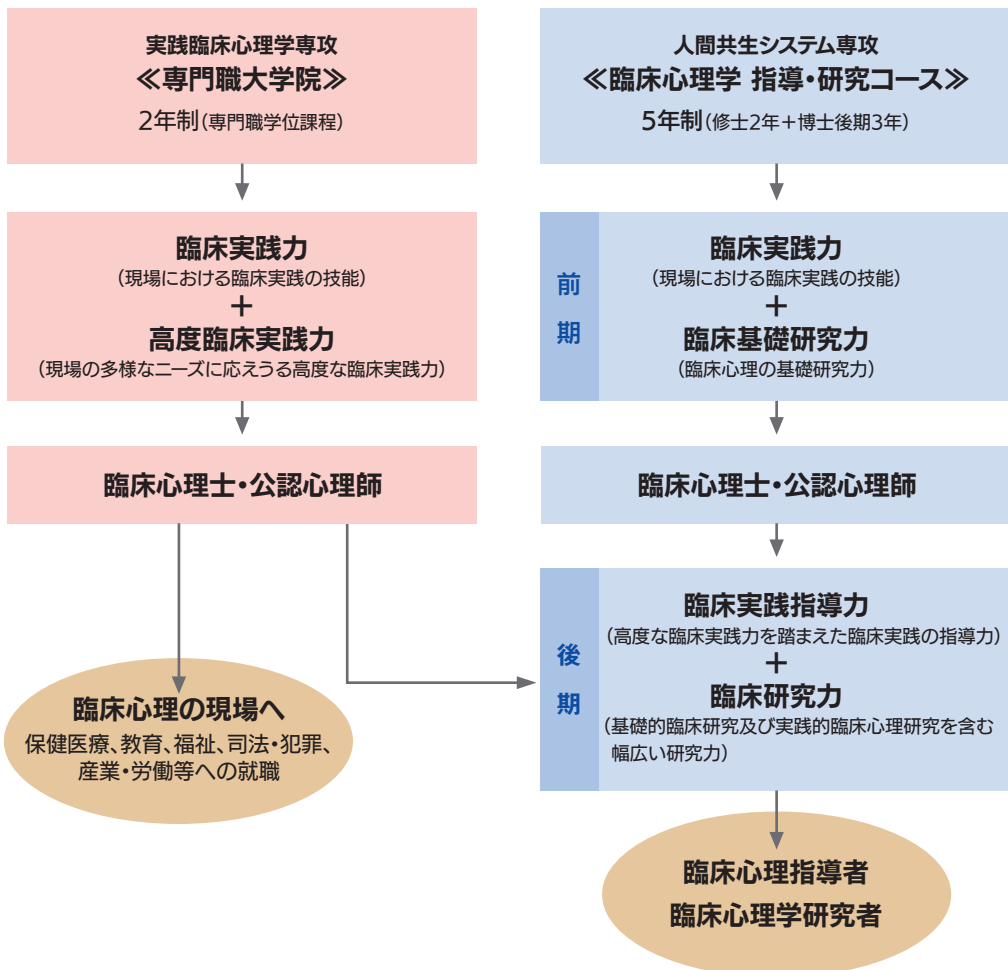 実践臨床心理学専攻
≪専門職大学院≫
2年制(専門職学位課程)
臨床実践力
(現場における臨床実践の技能)
+
高度臨床実践力
(現場の多様なニーズに応えうる高度な臨床実践力)
臨床心理士・公認心理師
臨床心理の現場へ
保健医療、教育、福祉、司法・犯罪、
産業・労働等への就職
人間共生システム専攻
≪臨床心理学 指導・研究コース≫
5年制(修士2年+博士後期3年)
前期
臨床実践力
(現場における臨床実践の技能)
+
臨床基礎研究力
(臨床心理の基礎研究力)
臨床心理士・公認心理師
後期
臨床実践指導力
(高度な臨床実践力を踏まえた臨床実践の指導力)
+
臨床研究力
(基礎的臨床研究及び実践的臨床心理研究を含む
幅広い研究力)
臨床心理指導者
臨床心理学研究者